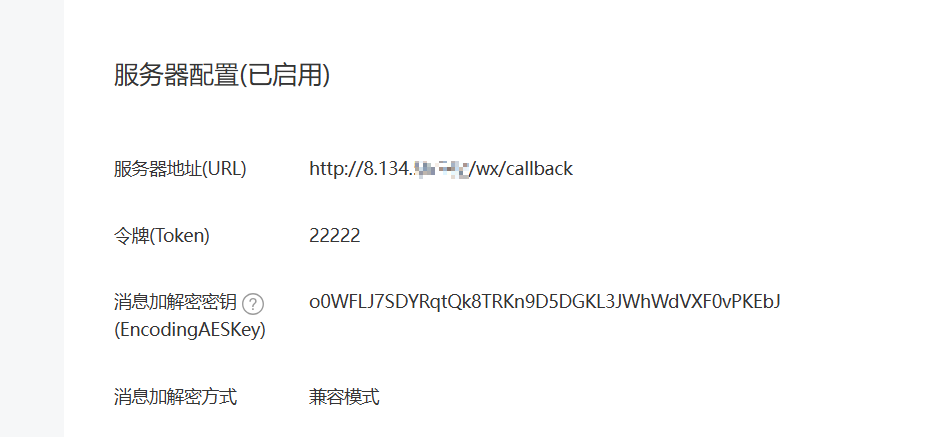 服务器配置(已启用)
服务器地址(URL) http://8.134. /wx/callback
令牌(Token) 22222
消息加解密密钥 ? o0WFLJ7SDYRqtQk8TRKn9D5DGKL3JWhWdVXF0vPKEbJ
(EncodingAESKey)
消息加解密方式 兼容模式